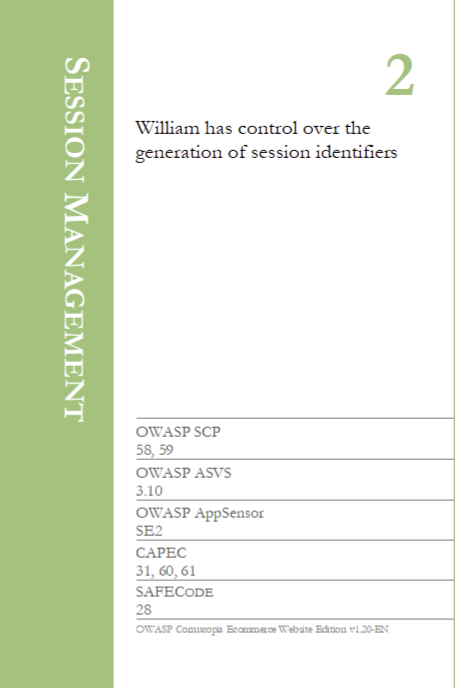 SESSION MANAGEMENT
2
William has control over the
generation of session identifiers
OWASP SCP
58, 59
OWASP ASVS
3.10
OWASP AppSensor
SE2
CAPEC
31, 60, 61
SAFECODE
28
OWASP Cornucopia Ecommerce Website Edition v1.20-EN